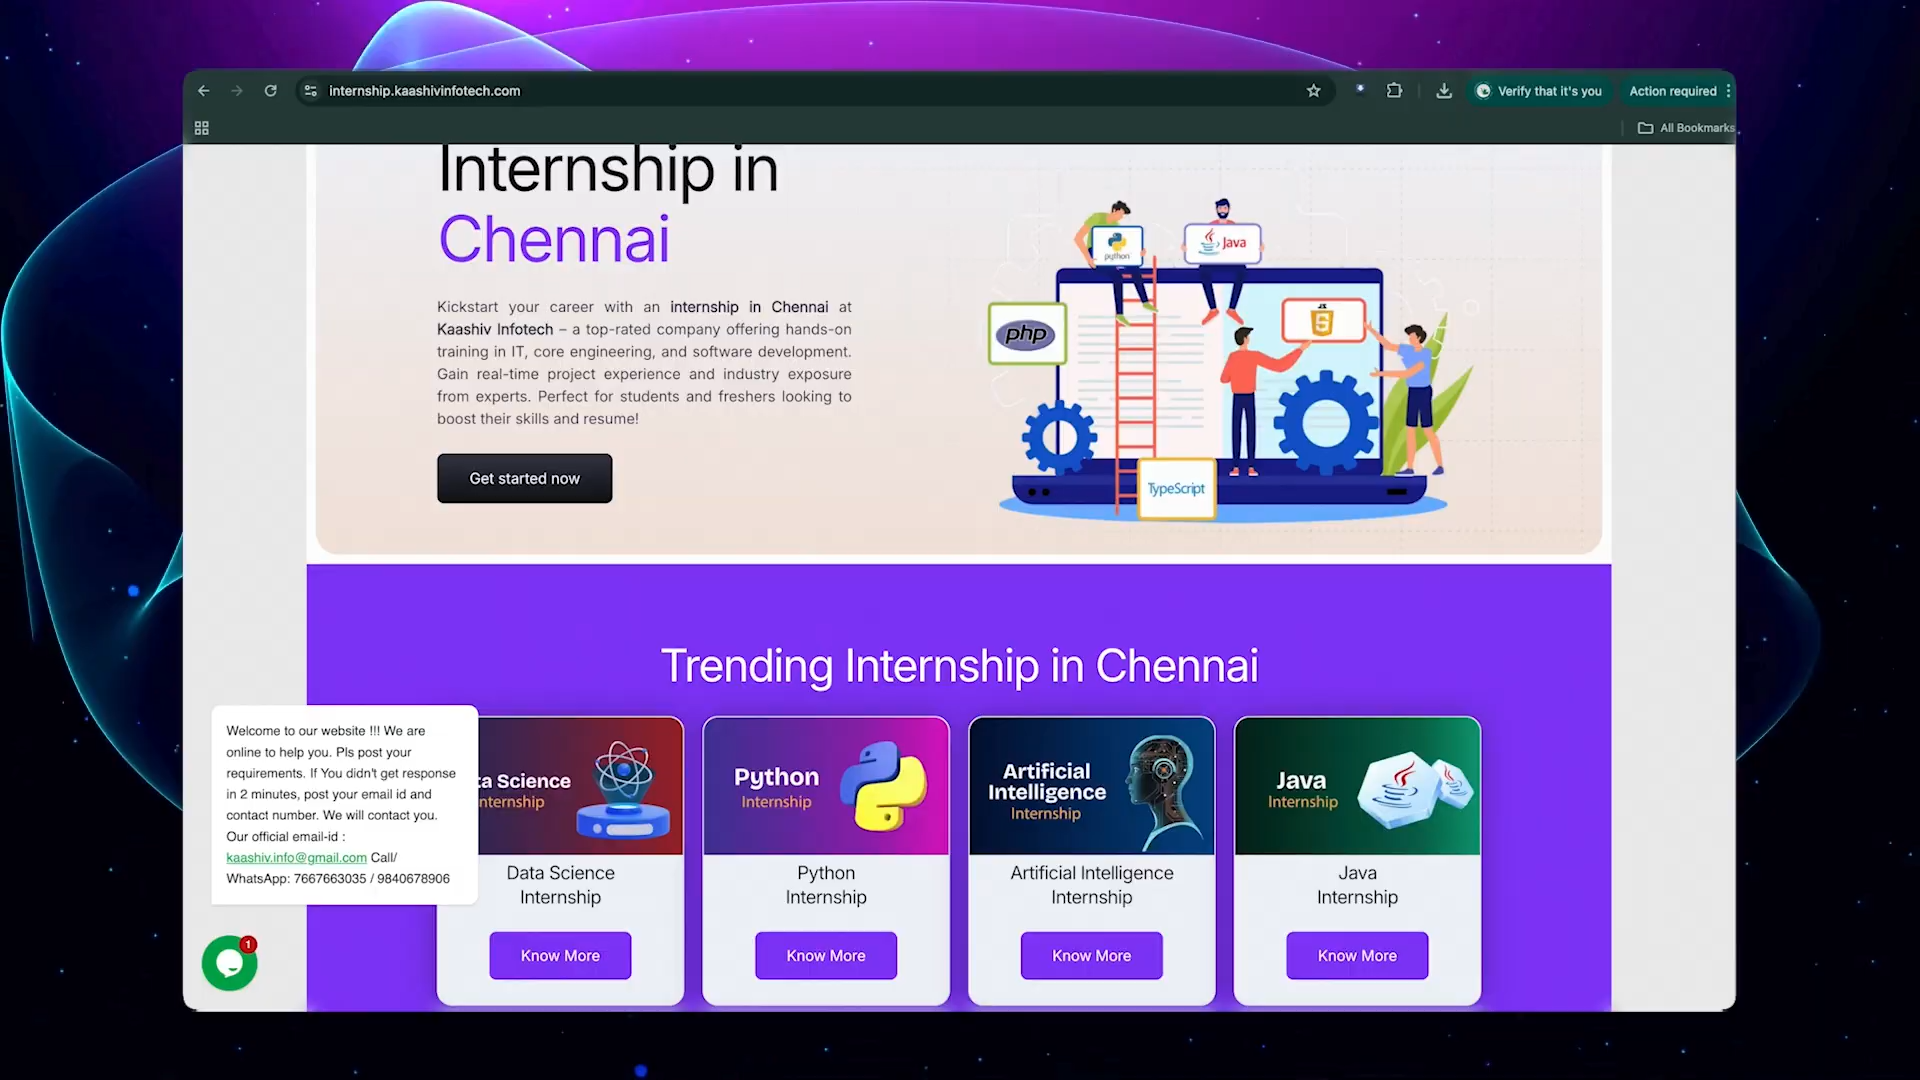 internship.kaashivinfotech.com
Verify that it's you
Action required
All Bookmarks
Internship in
Chennai
Kickstart your career with an internship in Chennai at
Kaashiv Infotech – a top-rated company offering hands-on
training in IT, core engineering, and software development.
Gain real-time project experience and industry exposure
from experts. Perfect for students and freshers looking to
boost their skills and resume!
Get started now
python
Java
php
JS
TypeScript
Trending Internship in Chennai
ta Science
nternship
Python
Internship
Artificial
Intelligence
Internship
Java
Internship
Data Science
Internship
Python
Internship
Artificial Intelligence
Internship
Java
Internship
Know More
Know More
Know More
Know More
Welcome to our website !!! We are
online to help you. Pls post your
requirements. If You didn't get response
in 2 minutes, post your email id and
contact number. We will contact you.
Our official email-id :
kaashiv.info@gmail.com Call/
WhatsApp: 7667663035 / 9840678906
1